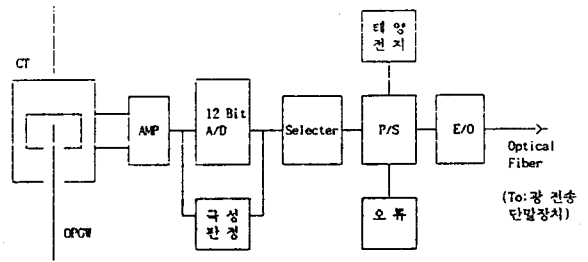 태 양
전 지
CT
12 Bit
A/D
AMP
Selecter
P/S
E/O
Optical
Fiber
(To:광 전송
단말장치)
극 성
판 정
오 류
OPGW